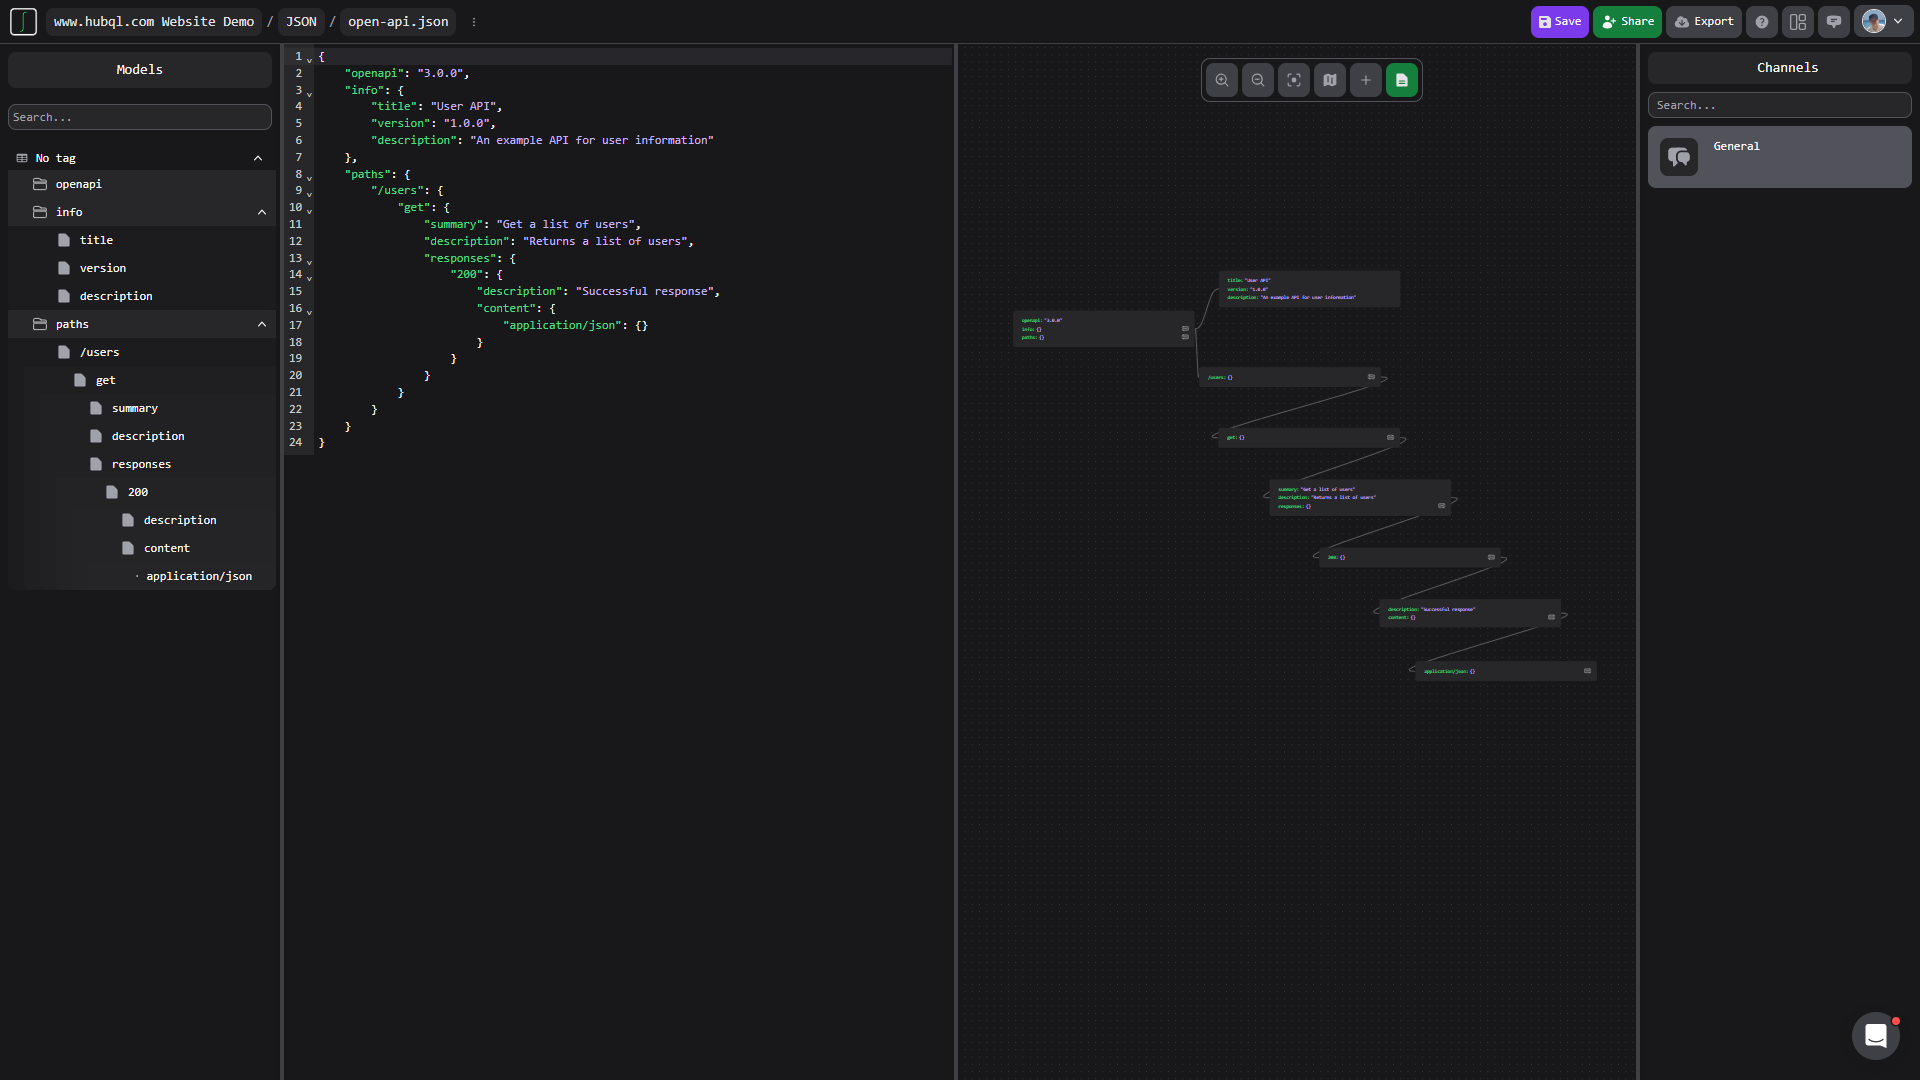 www.hubql.com Website Demo / JSON / open-api.json
Save
Share
Export
Models
Search...
No tag
openapi
info
title
version
description
paths
/users
get
summary
description
responses
200
description
content
application/json
1 {
2 "openapi": "3.0.0",
3 "info": {
4 "title": "User API",
5 "version": "1.0.0",
6 "description": "An example API for user information"
7 },
8 "paths": {
9 "/users": {
10 "get": {
11 "summary": "Get a list of users",
12 "description": "Returns a list of users",
13 "responses": {
14 "200": {
15 "description": "Successful response",
16 "content": {
17 "application/json": {}
18 }
19 }
20 }
21 }
22 }
23 }
24 }
title: "User API"
version: "1.0.0"
description: "An example API for user information"
openapi: "3.0.0"
info: {}
paths: {}
/users: {}
get: {}
summary: "Get a list of users"
description: "Returns a list of users"
responses: {}
200: {}
description: "Successful response"
content: {}
application/json: {}
Channels
Search...
General